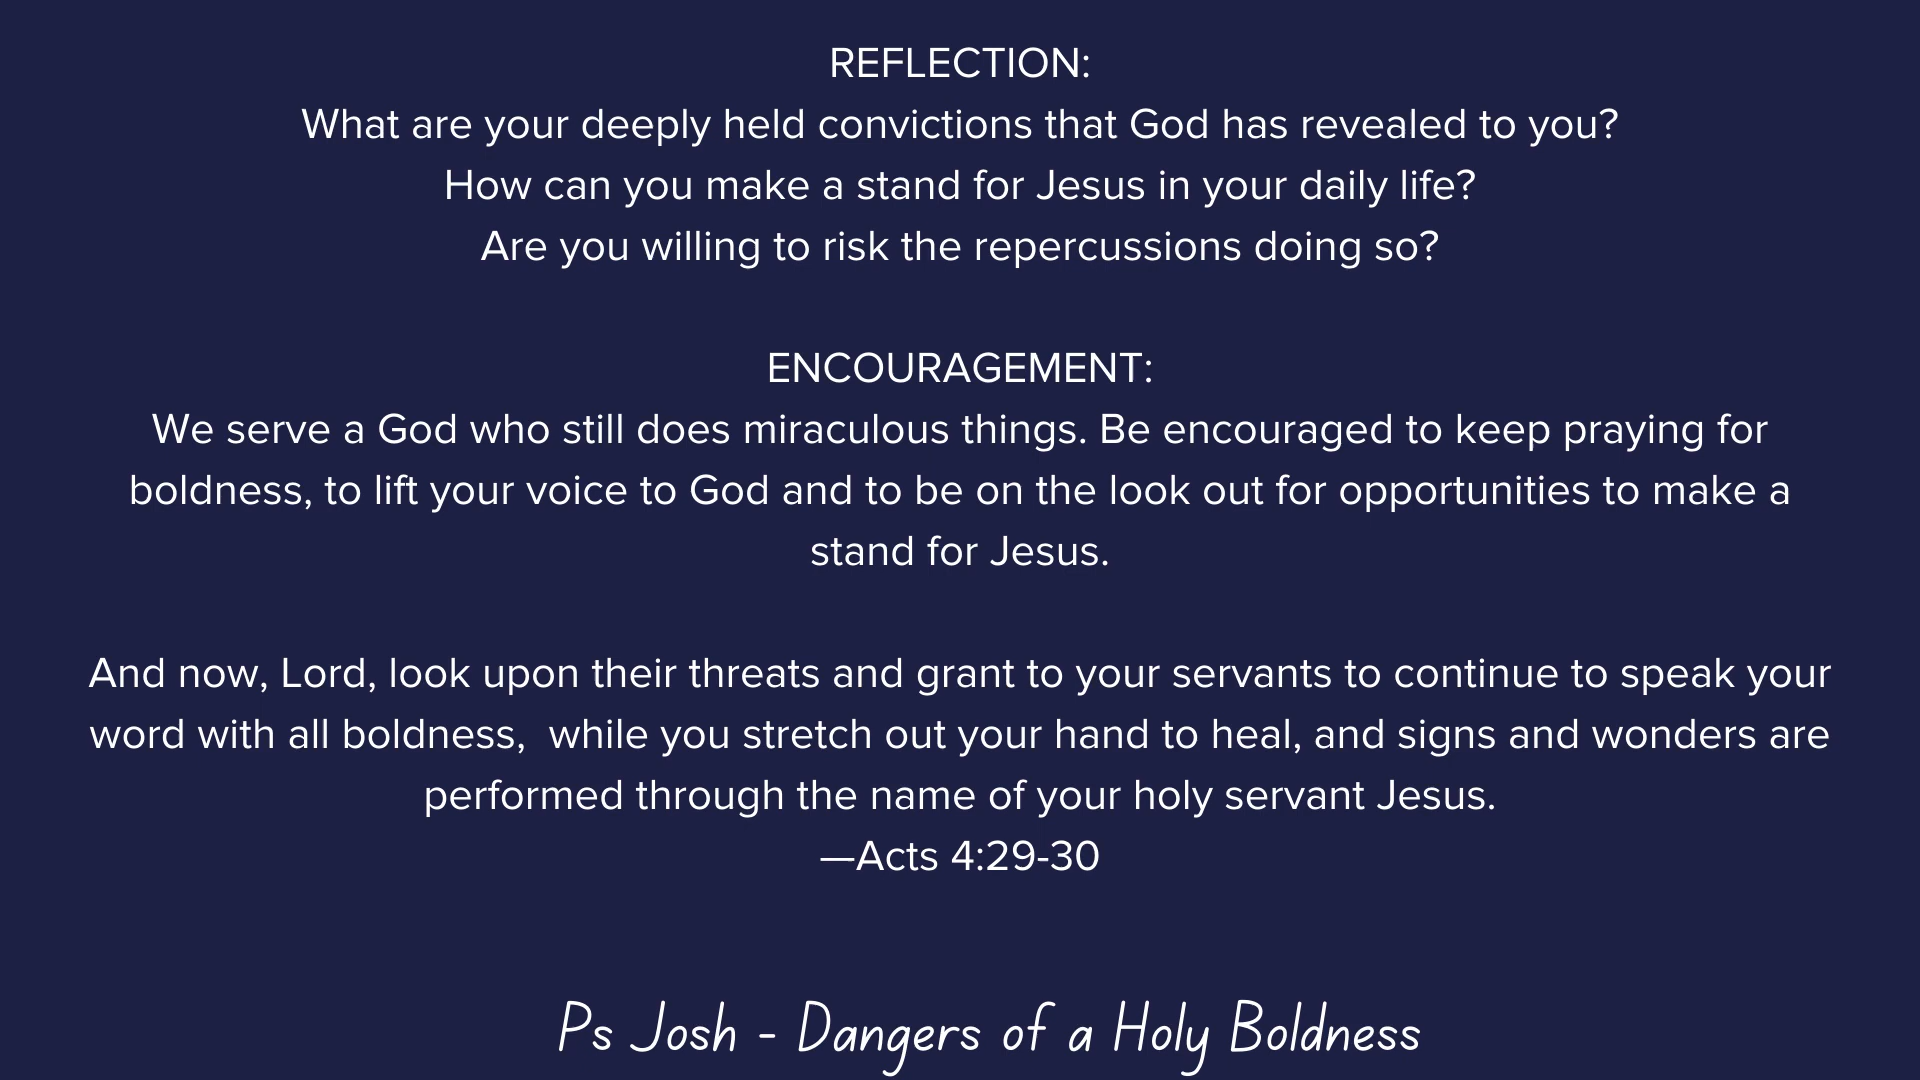 REFLECTION:
What are your deeply held convictions that God has revealed to you?
How can you make a stand for Jesus in your daily life?
Are you willing to risk the repercussions doing so?
ENCOURAGEMENT:
We serve a God who still does miraculous things. Be encouraged to keep praying for
boldness, to lift your voice to God and to be on the look out for opportunities to make a
stand for Jesus.
And now, Lord, look upon their threats and grant to your servants to continue to speak your
word with all boldness,  while you stretch out your hand to heal, and signs and wonders are
performed through the name of your holy servant Jesus.
—Acts 4:29-30
Ps Josh - Dangers of a Holy Boldness